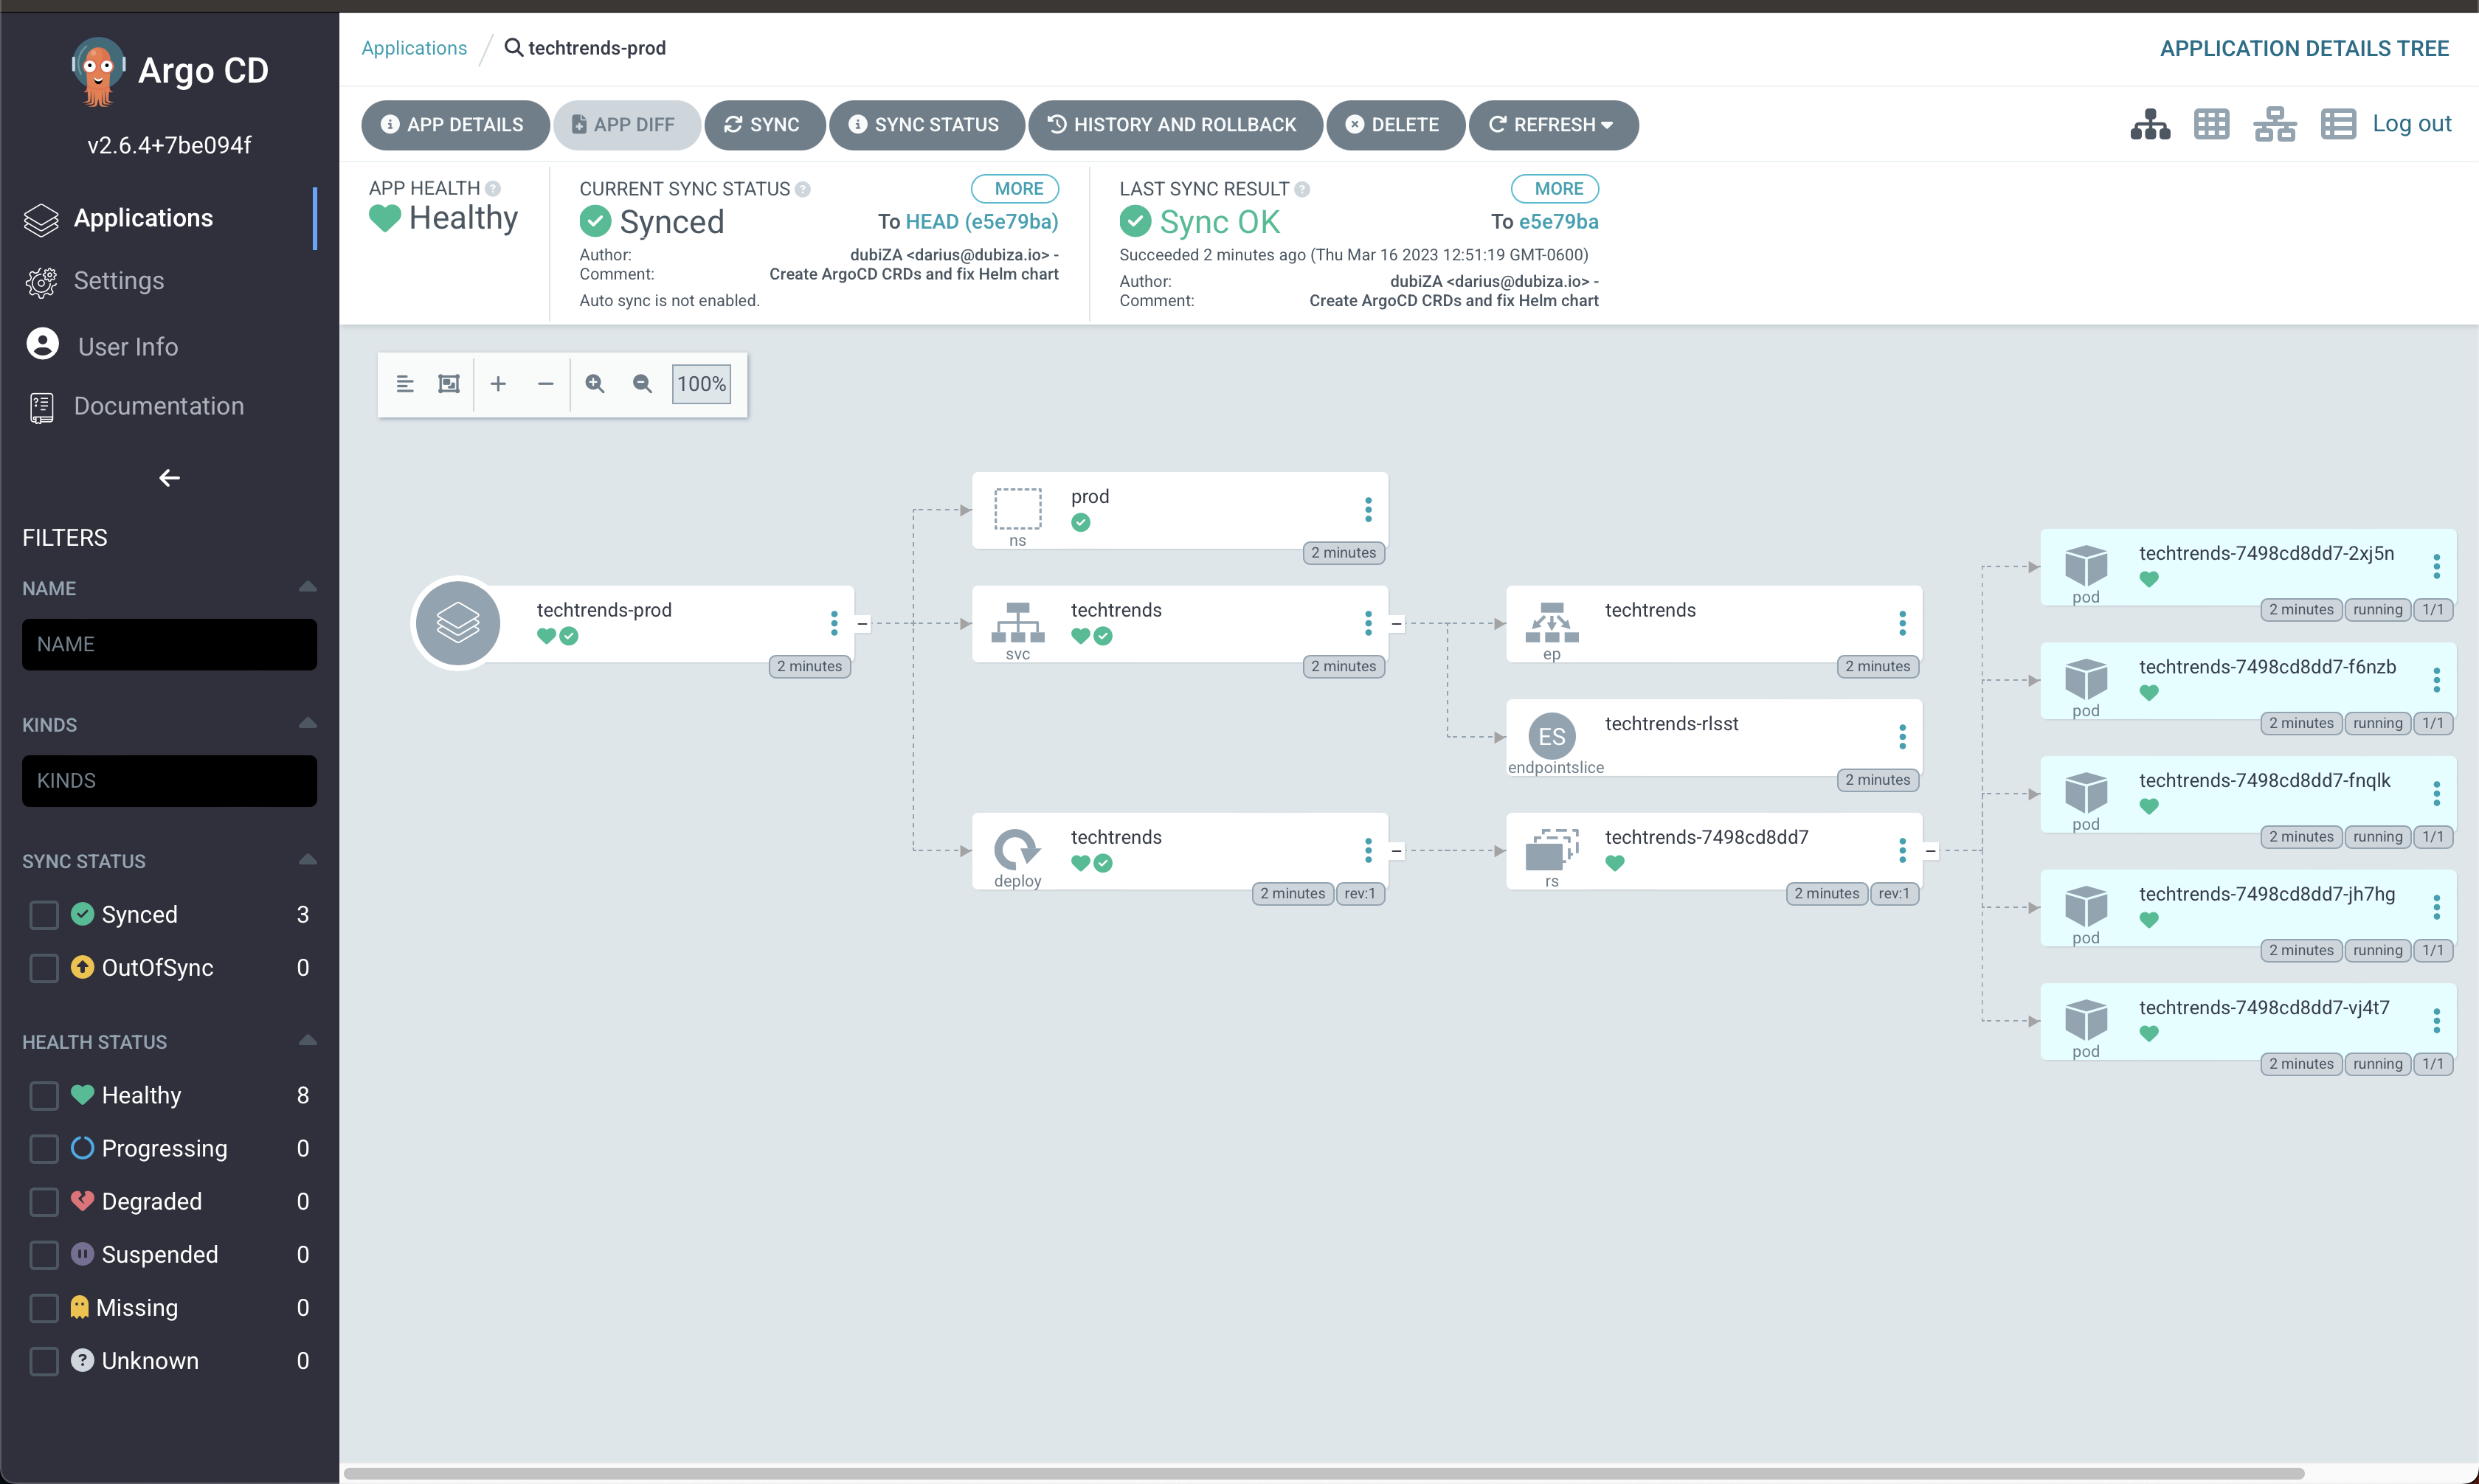 Argo CD
v2.6.4+7be094f
Applications
Settings
User Info
Documentation
FILTERS
NAME
NAME
KINDS
KINDS
SYNC STATUS
Synced 3
OutOfSync 0
HEALTH STATUS
Healthy 8
Progressing 0
Degraded 0
Suspended 0
Missing 0
Unknown 0
Applications / techtrends-prod
APPLICATION DETAILS TREE
APP DETAILS APP DIFF SYNC SYNC STATUS HISTORY AND ROLLBACK DELETE REFRESH
Log out
APP HEALTH
Healthy
CURRENT SYNC STATUS MORE
Synced To HEAD (e5e79ba)
Author: dubiZA <darius@dubiza.io> -
Comment: Create ArgoCD CRDs and fix Helm chart
Auto sync is not enabled.
LAST SYNC RESULT MORE
Sync OK To e5e79ba
Succeeded 2 minutes ago (Thu Mar 16 2023 12:51:19 GMT-0600)
Author: dubiZA <darius@dubiza.io> -
Comment: Create ArgoCD CRDs and fix Helm chart
100%
techtrends-prod
2 minutes
prod
ns
2 minutes
techtrends
svc
2 minutes
techtrends
deploy
2 minutes rev:1
techtrends
ep
2 minutes
techtrends-rlsst
ES
endpointslice
2 minutes
techtrends-7498cd8dd7
rs
2 minutes rev:1
techtrends-7498cd8dd7-2xj5n
pod
2 minutes running 1/1
techtrends-7498cd8dd7-f6nzb
pod
2 minutes running 1/1
techtrends-7498cd8dd7-fnqlk
pod
2 minutes running 1/1
techtrends-7498cd8dd7-jh7hg
pod
2 minutes running 1/1
techtrends-7498cd8dd7-vj4t7
pod
2 minutes running 1/1